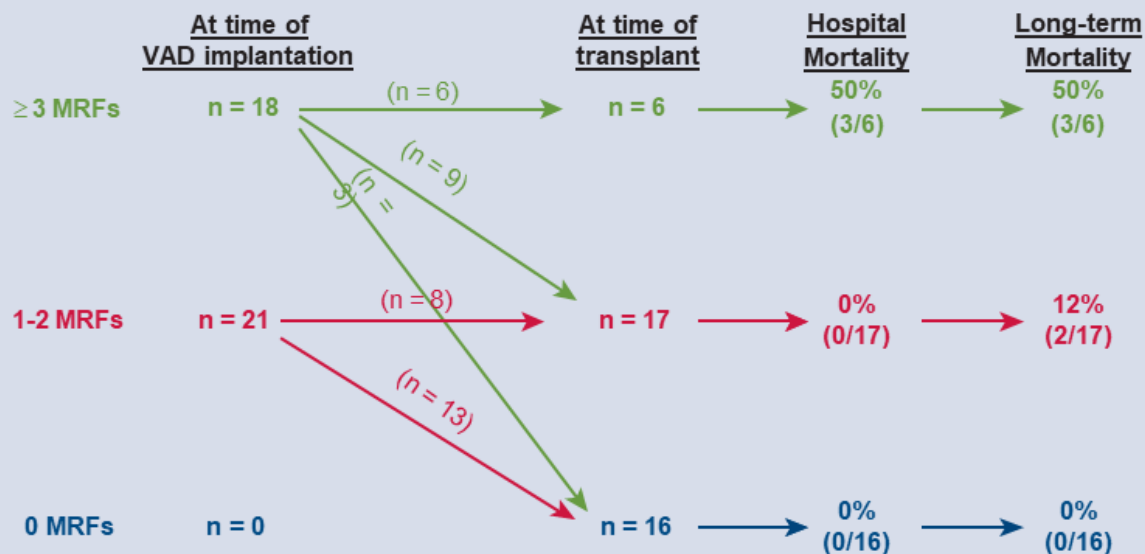 At time of
VAD implantation
At time of
transplant
Hospital
Mortality
Long-term
Mortality
≥ 3 MRFs
n = 18
(n = 6)
n = 6
50%
(3/6)
50%
(3/6)
(n = 9)
(n =
3)
1-2 MRFs
n = 21
(n = 8)
n = 17
0%
(0/17)
12%
(2/17)
(n = 13)
0 MRFs
n = 0
n = 16
0%
(0/16)
0%
(0/16)